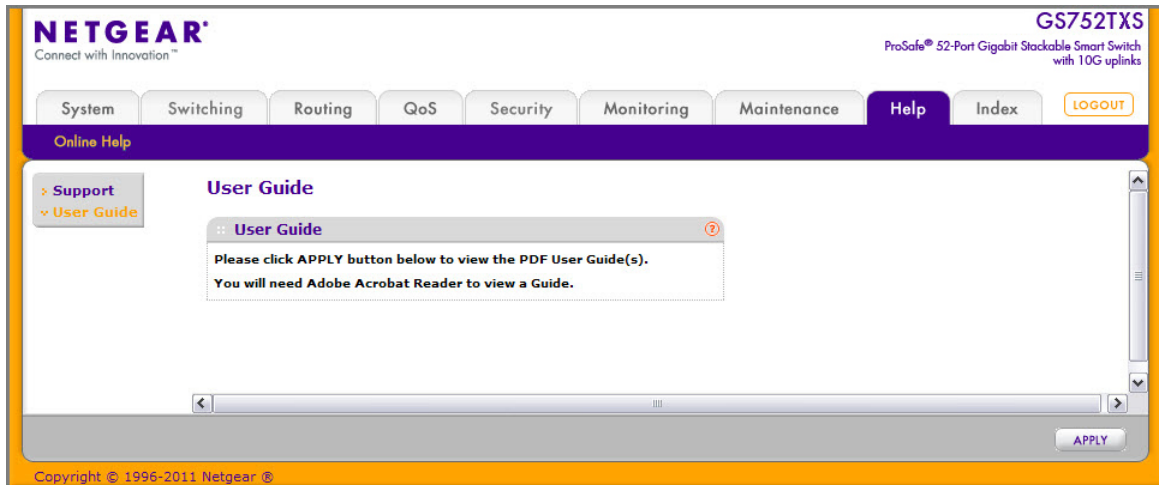 NETGEAR®
Connect with Innovation™
GS752TXS
ProSafe® 52-Port Gigabit Stackable Smart Switch
with 10G uplinks
System
Switching
Routing
QoS
Security
Monitoring
Maintenance
Help
Index
LOGOUT
Online Help
Support
User Guide
User Guide
User Guide
Please click APPLY button below to view the PDF User Guide(s).
You will need Adobe Acrobat Reader to view a Guide.
APPLY
Copyright © 1996-2011 Netgear ®